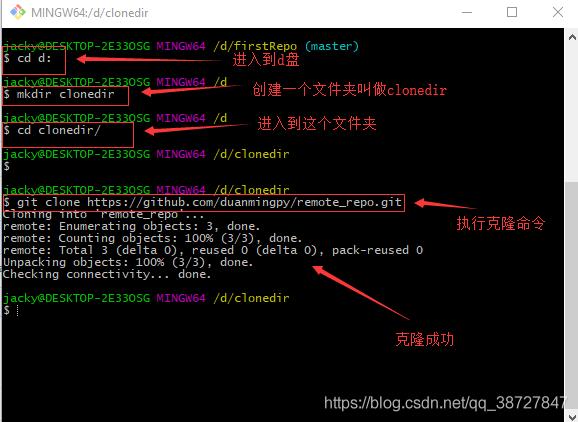 MINGW64:/d/clonedir
jacky@DESKTOP-2E33OSG MINGW64 /d/firstRepo (master)
$ cd d:
进入到d盘
jacky@DESKTOP-2E33OSG MINGW64 /d
$ mkdir clonedir
创建一个文件夹叫做clonedir
jacky@DESKTOP-2E33OSG MINGW64 /d
$ cd clonedir/
进入到这个文件夹
jacky@DESKTOP-2E33OSG MINGW64 /d/clonedir
$
jacky@DESKTOP-2E33OSG MINGW64 /d/clonedir
$ git clone https://github.com/duanmingpy/remote_repo.git
执行克隆命令
Cloning into 'remote_repo'...
remote: Enumerating objects: 3, done.
remote: Counting objects: 100% (3/3), done.
remote: Total 3 (delta 0), reused 0 (delta 0), pack-reused 0
Unpacking objects: 100% (3/3), done.
Checking connectivity... done.
克隆成功
jacky@DESKTOP-2E33OSG MINGW64 /d/clonedir
$
https://blog.csdn.net/qq_38727847